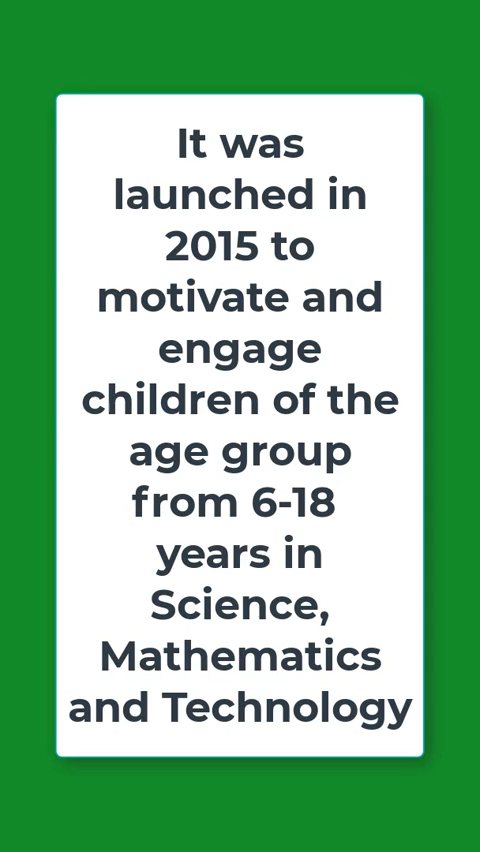 It was
launched in
2015 to
motivate and
engage
children of the
age group
from 6-18
years in
Science,
Mathematics
and Technology